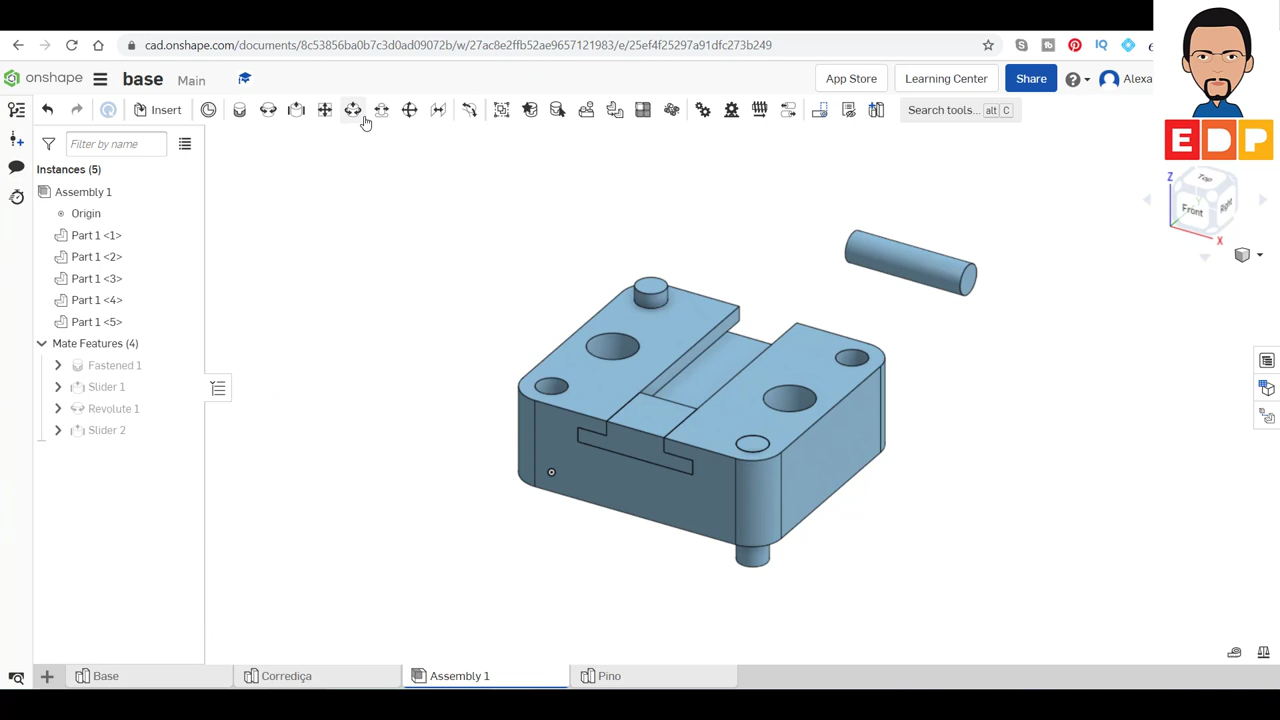 cad.onshape.com/documents/8c53856ba0b7c3d0ad09072b/w/27ac8e2ffb52ae9657121983/e/25ef4f25297a91dfc273b249
onshape base Main App Store Learning Center Share Alexa
Insert Search tools... alt C
Filter by name
Instances (5)
Assembly 1
Origin
Part 1 <1>
Part 1 <2>
Part 1 <3>
Part 1 <4>
Part 1 <5>
Mate Features (4)
Fastened 1
Slider 1
Revolute 1
Slider 2
EDP
Z
Top
Y
Front
Right
X
Base Corrediça Assembly 1 Pino